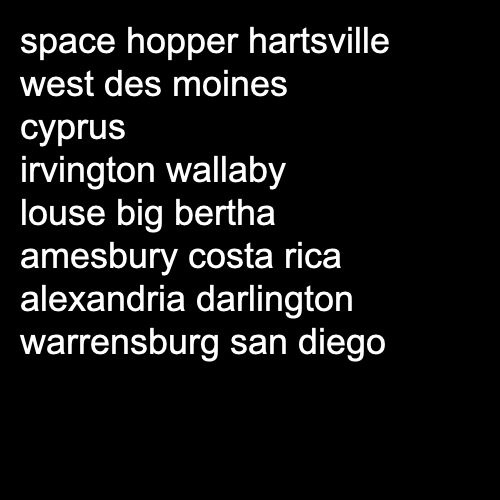 space hopper hartsville
west des moines
cyprus
irvington wallaby
louse big bertha
amesbury costa rica
alexandria darlington
warrensburg san diego